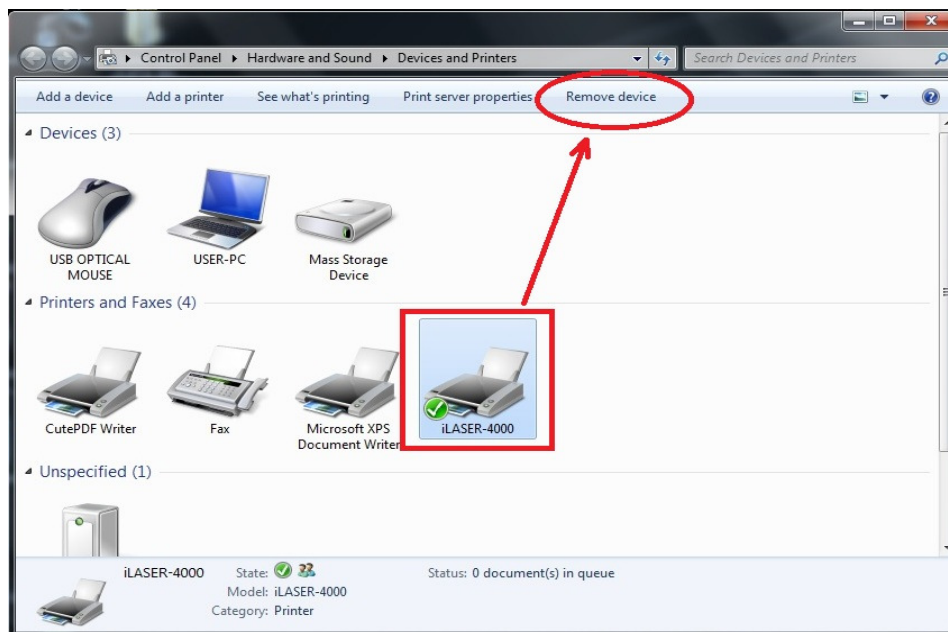 Control Panel ▸ Hardware and Sound ▸ Devices and Printers
Search Devices and Printers
Add a device Add a printer See what's printing Print server properties Remove device
Devices (3)
USB OPTICAL
MOUSE
USER-PC
Mass Storage
Device
Printers and Faxes (4)
CutePDF Writer
Fax
Microsoft XPS
Document Writer
iLASER-4000
Unspecified (1)
iLASER-4000 State: Status: 0 document(s) in queue
Model: iLASER-4000
Category: Printer